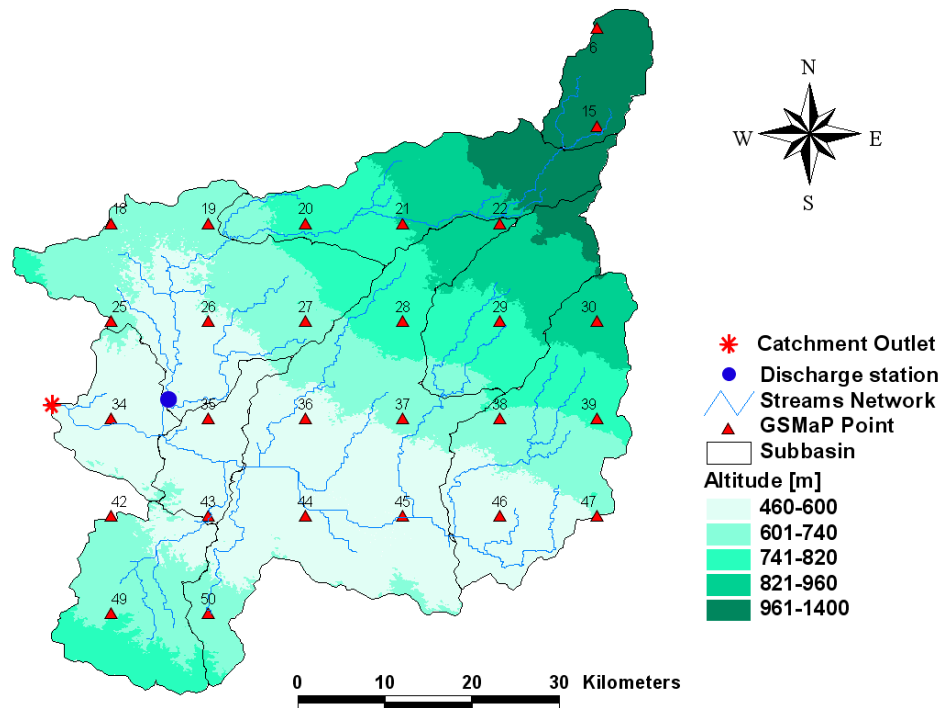 6
15
N
W E
S
18 19 20 21 22
25 26 27 28 29 30
34 35 36 37 38 39
42 43 44 45 46 47
49 50
Catchment Outlet
Discharge station
Streams Network
GSMaP Point
Subbasin
Altitude [m]
460-600
601-740
741-820
821-960
961-1400
0 10 20 30 Kilometers